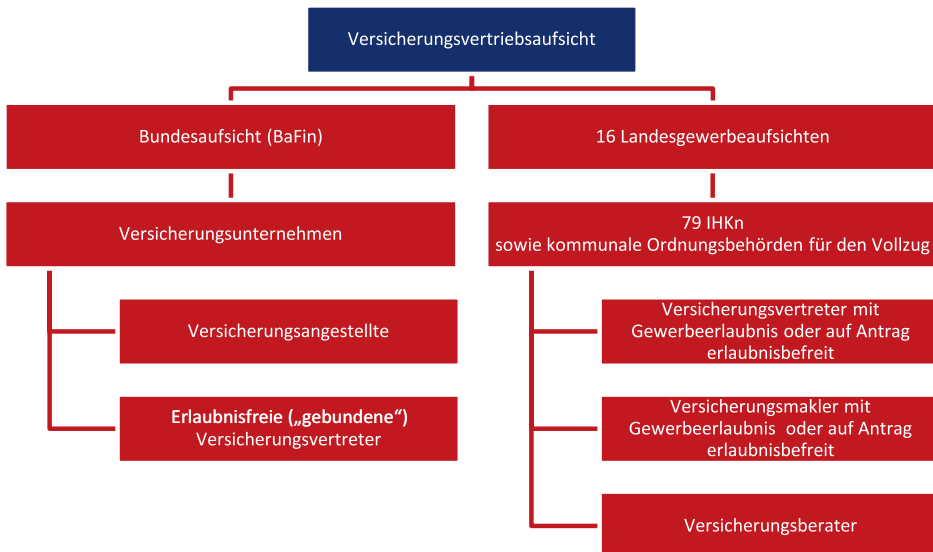 Versicherungsvertriebsaufsicht
Bundesaufsicht (BaFin)
16 Landesgewerbeaufsichten
Versicherungsunternehmen
79 IHKn
sowie kommunale Ordnungsbehörden für den Vollzug
Versicherungsangestellte
Erlaubnisfreie („gebundene“)
Versicherungsvertreter
Versicherungsvertreter mit
Gewerbeerlaubnis oder auf Antrag
erlaubnisbefreit
Versicherungsmakler mit
Gewerbeerlaubnis oder auf Antrag
erlaubnisbefreit
Versicherungsberater